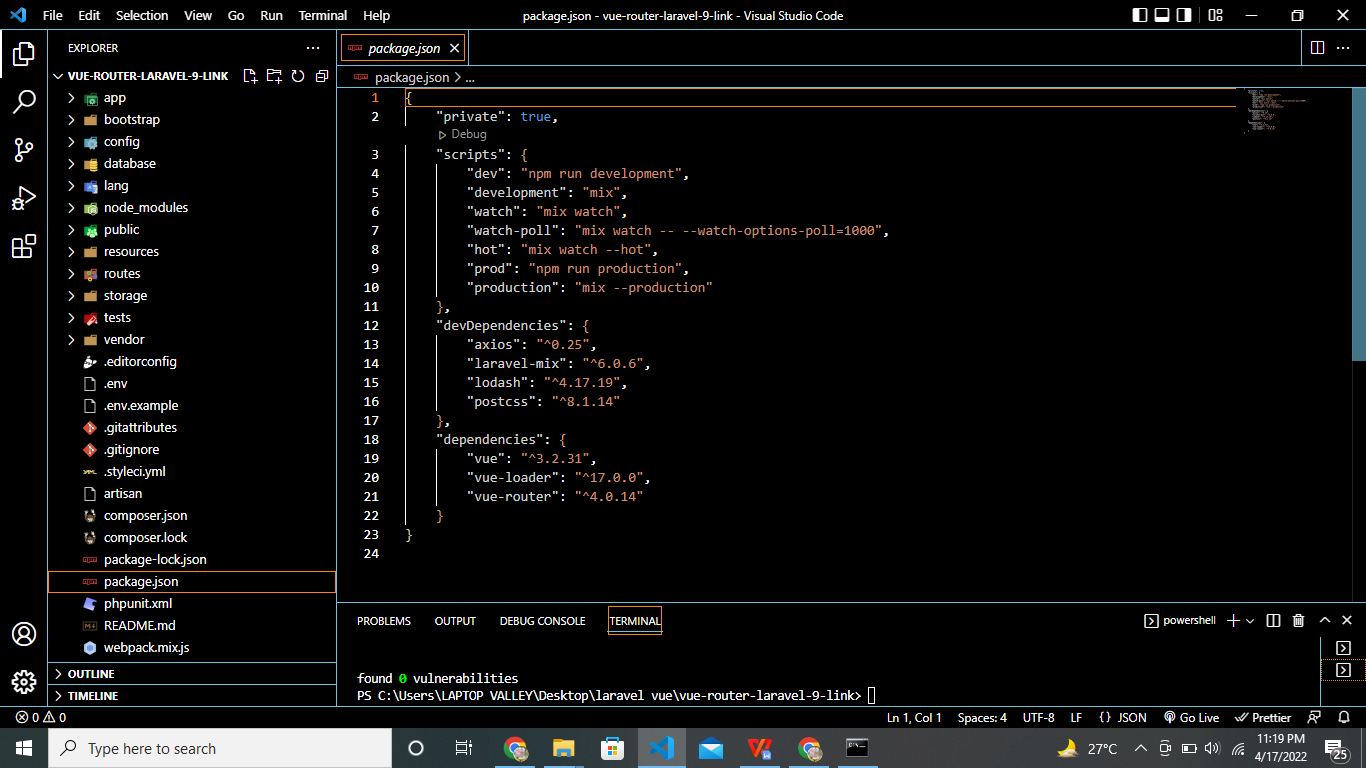 File Edit Selection View Go Run Terminal Help package.json - vue-router-laravel-9-link - Visual Studio Code
EXPLORER
VUE-ROUTER-LARAVEL-9-LINK
app
bootstrap
config
database
lang
node_modules
public
resources
routes
storage
tests
vendor
.editorconfig
.env
.env.example
.gitattributes
.gitignore
.styleci.yml
artisan
composer.json
composer.lock
package-lock.json
package.json
phpunit.xml
README.md
webpack.mix.js
OUTLINE
TIMELINE
package.json
package.json > ...
1 {
2 "private": true,
Debug
3 "scripts": {
4 "dev": "npm run development",
5 "development": "mix",
6 "watch": "mix watch",
7 "watch-poll": "mix watch -- --watch-options-poll=1000",
8 "hot": "mix watch --hot",
9 "prod": "npm run production",
10 "production": "mix --production"
11 },
12 "devDependencies": {
13 "axios": "^0.25",
14 "laravel-mix": "^6.0.6",
15 "lodash": "^4.17.19",
16 "postcss": "^8.1.14"
17 },
18 "dependencies": {
19 "vue": "^3.2.31",
20 "vue-loader": "^17.0.0",
21 "vue-router": "^4.0.14"
22 }
23 }
24
PROBLEMS OUTPUT DEBUG CONSOLE TERMINAL powershell
found 0 vulnerabilities
PS C:\Users\LAPTOP VALLEY\Desktop\laravel vue\vue-router-laravel-9-link>
0 0 Ln 1, Col 1 Spaces: 4 UTF-8 LF {} JSON Go Live Prettier
Type here to search 27°C 11:19 PM
4/17/2022 25